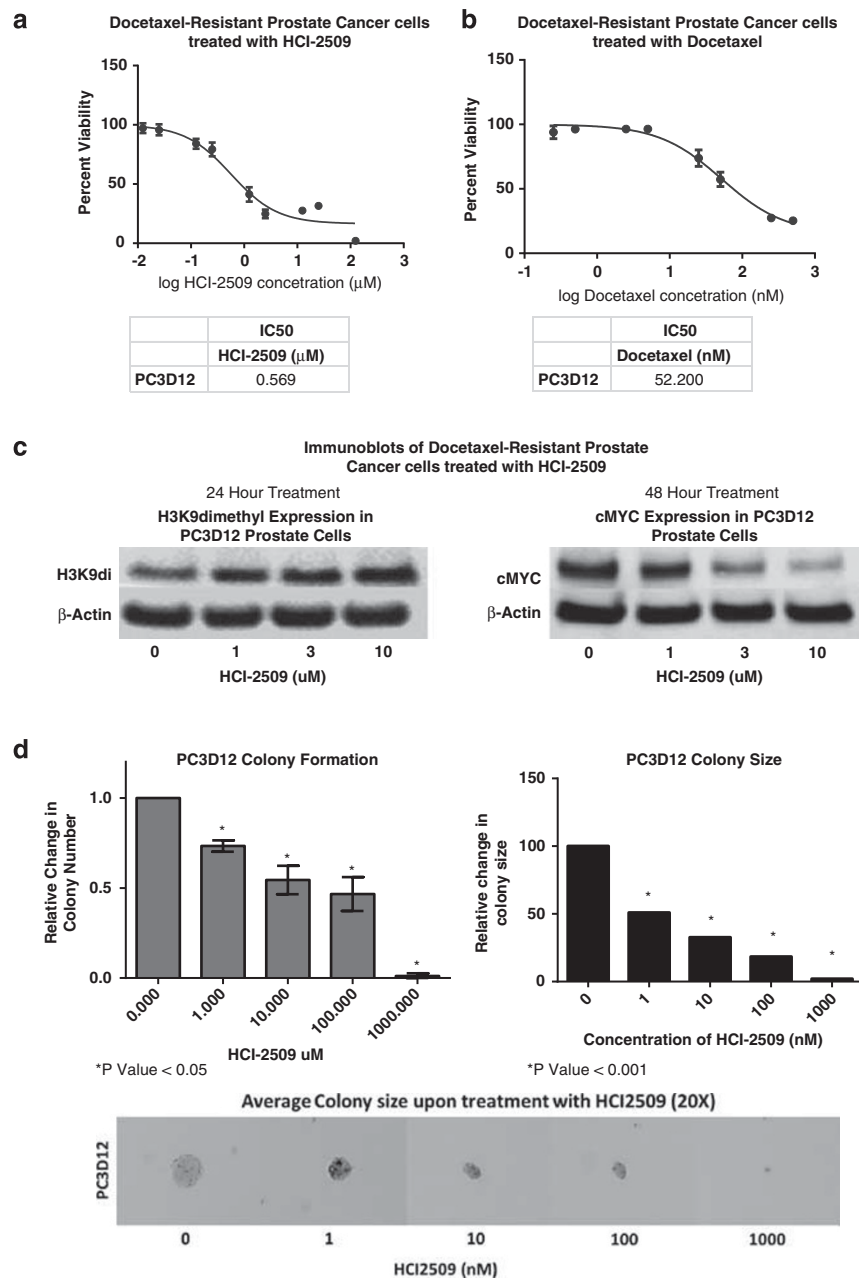 a
Docetaxel-Resistant Prostate Cancer cells
treated with HCI-2509
Percent Viability
150
100
50
0
-2 -1 0 1 2 3
log HCI-2509 concetration (μM)
IC50
HCI-2509 (μM)
PC3D12 0.569
b
Docetaxel-Resistant Prostate Cancer cells
treated with Docetaxel
Percent Viability
150
100
50
0
-1 0 1 2 3
log Docetaxel concetration (nM)
IC50
Docetaxel (nM)
PC3D12 52.200
c
Immunoblots of Docetaxel-Resistant Prostate
Cancer cells treated with HCI-2509
24 Hour Treatment
H3K9dimethyl Expression in
PC3D12 Prostate Cells
H3K9di
β-Actin
0 1 3 10
HCI-2509 (uM)
48 Hour Treatment
cMYC Expression in PC3D12
Prostate Cells
cMYC
β-Actin
0 1 3 10
HCI-2509 (uM)
d
PC3D12 Colony Formation
Relative Change in
Colony Number
1.0
0.5
0.0
* * * *
0.000 1.000 10.000 100.000 1000.000
HCI-2509 uM
*P Value < 0.05
PC3D12 Colony Size
Relative change in
colony size
150
100
50
0
* * * *
0 1 10 100 1000
Concentration of HCI-2509 (nM)
*P Value < 0.001
Average Colony size upon treatment with HCI2509 (20X)
PC3D12
0 1 10 100 1000
HCI2509 (nM)